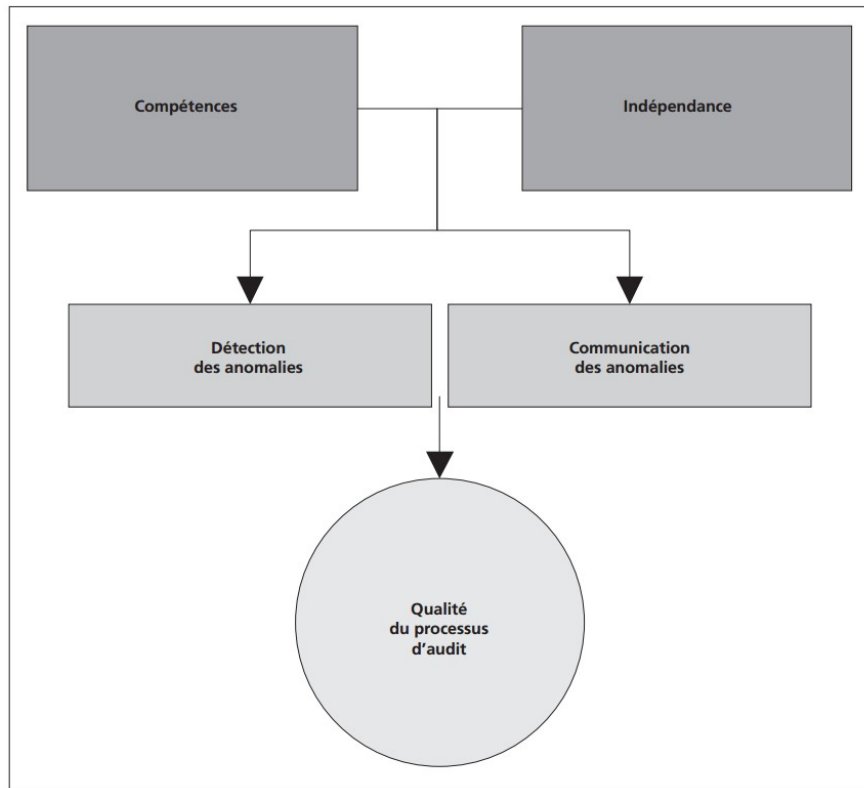 Compétences
Indépendance
Détection
des anomalies
Communication
des anomalies
Qualité
du processus
d’audit